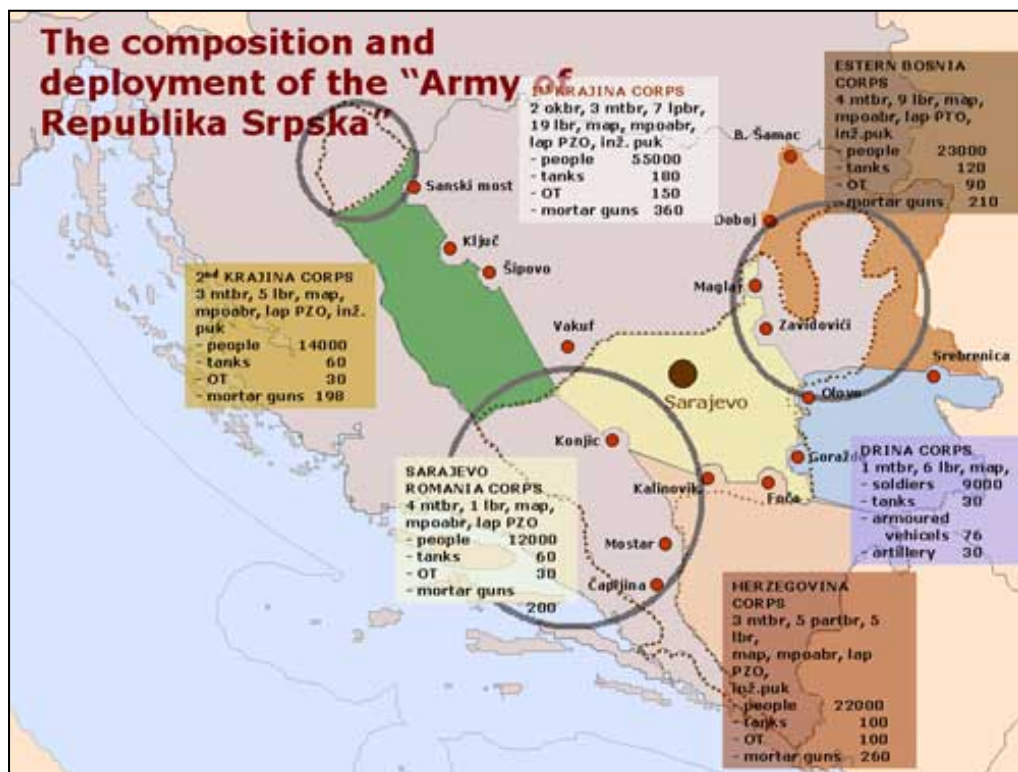 The composition and
deployment of the “Army of
Republika Srpska”
1st KRAJINA CORPS
2 okbr, 3 mtbr, 7 lpbr,
19 lbr, map, mpoabr,
lap PZO, inž. puk
- people 55000
- tanks 180
- OT 150
- mortar guns 360
ESTERN BOSNIA
CORPS
4 mtbr, 9 lbr, map,
mpoabr, lap PTO,
inž.puk
- people 23000
- tanks 120
- OT 90
- mortar guns 210
B. Šamac
Sanski most
Doboj
Ključ
Šipovo
Maglaj
2nd KRAJINA CORPS
3 mtbr, 5 lbr, map,
mpoabr, lap PZO, inž.
puk
- people 14000
- tanks 60
- OT 30
- mortar guns 198
Vakuf
Zavidovići
Srebrenica
Sarajevo
Olovo
Konjic
Goražde
Kalinovik
Foča
DRINA CORPS
1 mtbr, 6 lbr, map,
- soldiers 9000
- tanks 30
- armoured
vehicels 76
- artillery 30
SARAJEVO
ROMANIA CORPS
4 mtbr, 1 lbr, map,
mpoabr, lap PZO
- people 12000
- tanks 60
- OT 30
- mortar guns
200
Mostar
Čapljina
HERZEGOVINA
CORPS
3 mtbr, 5 partbr, 5
lbr,
map, mpoabr, lap
PZO,
inž.puk
- people 22000
- tanks 100
- OT 100
- mortar guns 260